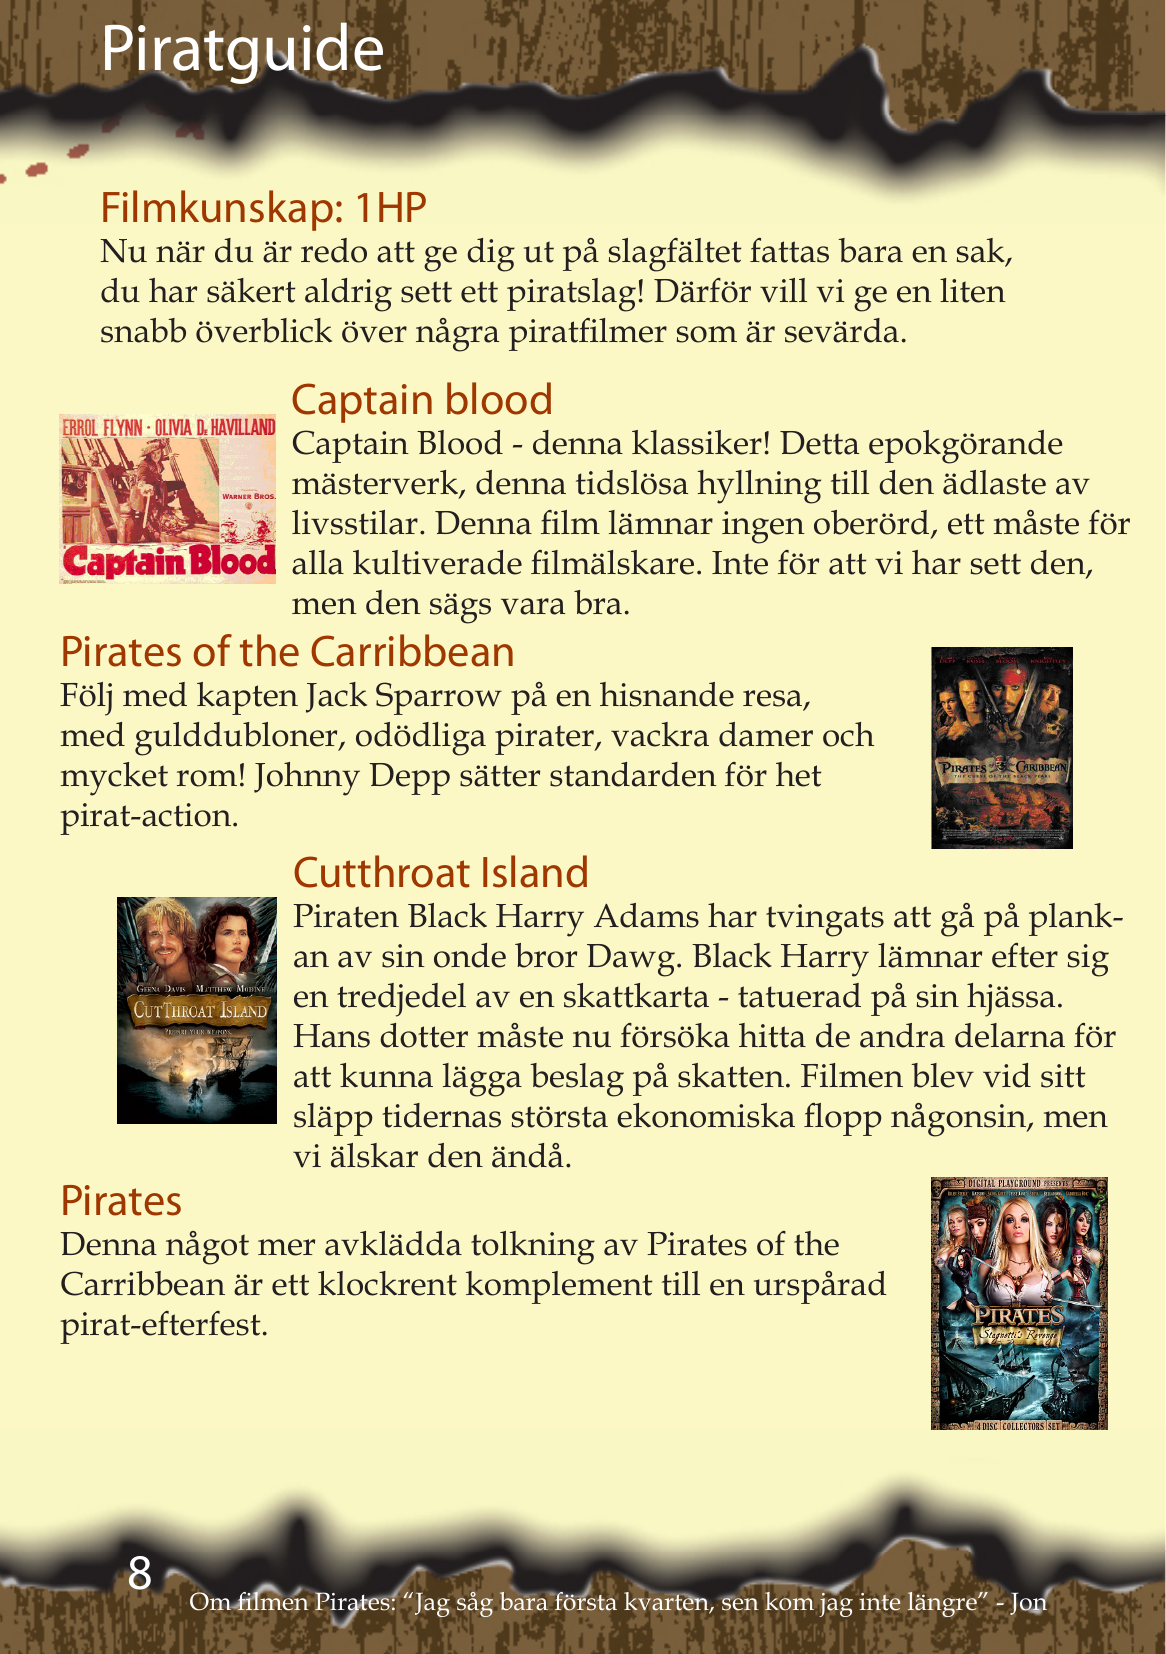 Piratguide
Filmkunskap: 1HP
Nu när du är redo att ge dig ut på slagfältet fattas bara en sak,
du har säkert aldrig sett ett piratslag! Därför vill vi ge en liten
snabb överblick över några piratfilmer som är sevärda.
Captain blood
ERROL FLYNN · OLIVIA DE HAVILLAND
WARNER BROS.
Captain Blood
Captain Blood - denna klassiker! Detta epokgörande
mästerverk, denna tidslösa hyllning till den ädlaste av
livsstilar. Denna film lämnar ingen oberörd, ett måste för
alla kultiverade filmälskare. Inte för att vi har sett den,
men den sägs vara bra.
Pirates of the Carribbean
Följ med kapten Jack Sparrow på en hisnande resa,
med gulddubloner, odödliga pirater, vackra damer och
mycket rom! Johnny Depp sätter standarden för het
pirat-action.
PIRATES OF THE CARIBBEAN
THE CURSE OF THE BLACK PEARL
Cutthroat Island
GEENA DAVIS MATTHEW MODINE
CUTTHROAT ISLAND
PREPARE YOUR WEAPONS.
Piraten Black Harry Adams har tvingats att gå på plank-
an av sin onde bror Dawg. Black Harry lämnar efter sig
en tredjedel av en skattkarta - tatuerad på sin hjässa.
Hans dotter måste nu försöka hitta de andra delarna för
att kunna lägga beslag på skatten. Filmen blev vid sitt
släpp tidernas största ekonomiska flopp någonsin, men
vi älskar den ändå.
Pirates
Denna något mer avklädda tolkning av Pirates of the
Carribbean är ett klockrent komplement till en urspårad
pirat-efterfest.
DIGITAL PLAYGROUND PRESENTS
PIRATES
Stagnetti's Revenge
4 DISC COLLECTORS SET
8
Om filmen Pirates: “Jag såg bara första kvarten, sen kom jag inte längre” - Jon